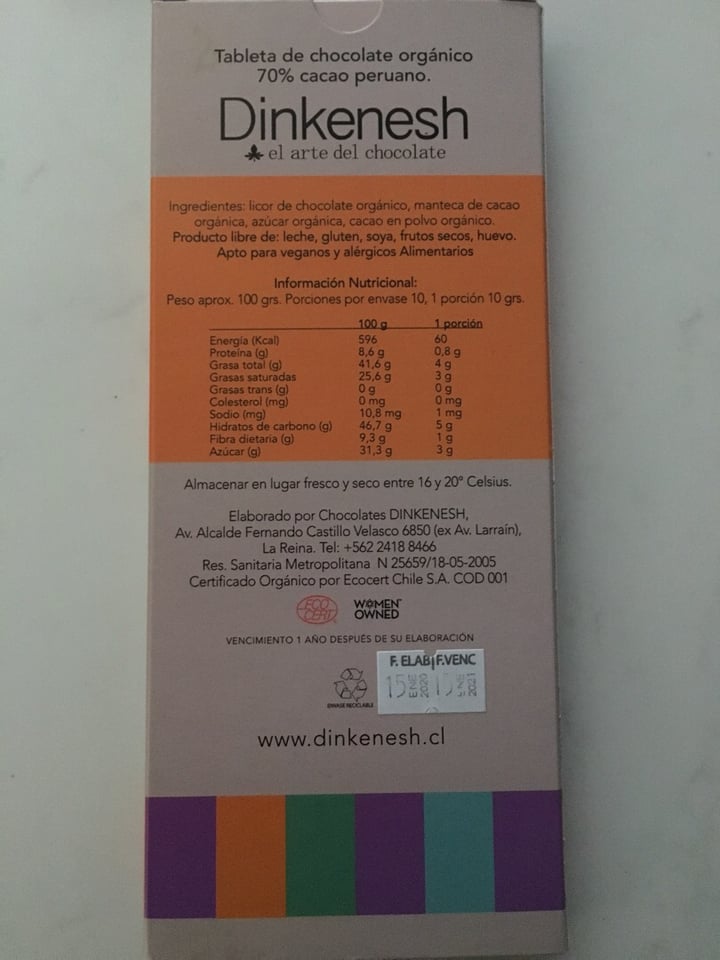 Tableta de chocolate orgánico
70% cacao peruano.
Dinkenesh
el arte del chocolate
Ingredientes: licor de chocolate orgánico, manteca de cacao
orgánica, azúcar orgánica, cacao en polvo orgánico.
Producto libre de: leche, gluten, soya, frutos secos, huevo.
Apto para veganos y alérgicos Alimentarios
Información Nutricional:
Peso aprox. 100 grs. Porciones por envase 10, 1 porción 10 grs.
100 g 1 porción
Energía (Kcal) 596 60
Proteína (g) 8,6 g 0,8 g
Grasa total (g) 41,6 g 4 g
Grasas saturadas 25,6 g 3 g
Grasas trans (g) 0 g 0 g
Colesterol (mg) 0 mg 0 mg
Sodio (mg) 10,8 mg 1 mg
Hidratos de carbono (g) 46,7 g 5 g
Fibra dietaria (g) 9,3 g 1 g
Azúcar (g) 31,3 g 3 g
Almacenar en lugar fresco y seco entre 16 y 20° Celsius.
Elaborado por Chocolates DINKENESH,
Av. Alcalde Fernando Castillo Velasco 6850 (ex Av. Larraín),
La Reina. Tel: +562 2418 8466
Res. Sanitaria Metropolitana N 25659/18-05-2005
Certificado Orgánico por Ecocert Chile S.A. COD 001
ECO
CERT
WOMEN
OWNED
VENCIMIENTO 1 AÑO DESPUÉS DE SU ELABORACIÓN
F. ELAB F.VENC
15 ENE 2020 15 ENE 2021
ENVASE RECICLABLE
www.dinkenesh.cl